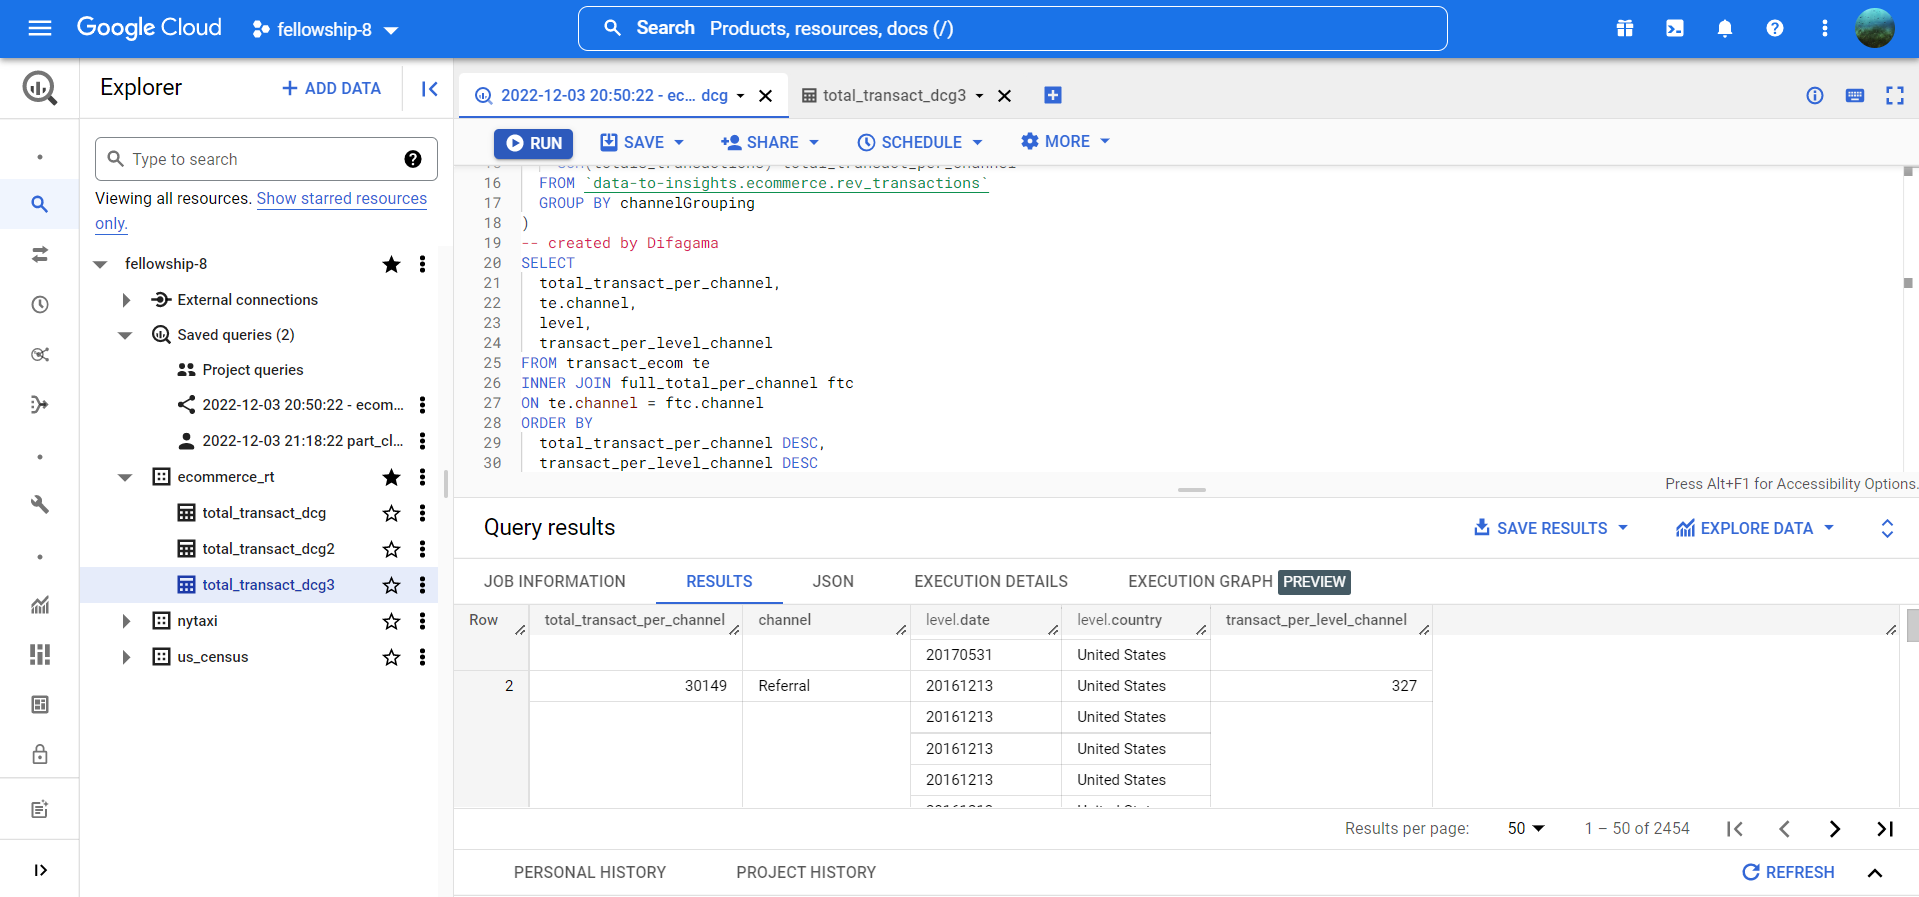 Google Cloud
fellowship-8
Search Products, resources, docs (/)
Explorer
ADD DATA
2022-12-03 20:50:22 - ec... dcg
total_transact_dcg3
RUN
SAVE
SHARE
SCHEDULE
MORE
Type to search
Viewing all resources. Show starred resources
only.
fellowship-8
External connections
Saved queries (2)
Project queries
2022-12-03 20:50:22 - ecom...
2022-12-03 21:18:22 part_cl...
ecommerce_rt
total_transact_dcg
total_transact_dcg2
total_transact_dcg3
nytaxi
us_census
16 FROM `data-to-insights.ecommerce.rev_transactions`
17 GROUP BY channelGrouping
18 )
19 -- created by Difagama
20 SELECT
21 total_transact_per_channel,
22 te.channel,
23 level,
24 transact_per_level_channel
25 FROM transact_ecom te
26 INNER JOIN full_total_per_channel ftc
27 ON te.channel = ftc.channel
28 ORDER BY
29 total_transact_per_channel DESC,
30 transact_per_level_channel DESC
Press Alt+F1 for Accessibility Options.
Query results
SAVE RESULTS
EXPLORE DATA
JOB INFORMATION
RESULTS
JSON
EXECUTION DETAILS
EXECUTION GRAPH PREVIEW
Row total_transact_per_channel channel level.date level.country transact_per_level_channel
20170531 United States
2 30149 Referral 20161213 United States 327
20161213 United States
20161213 United States
20161213 United States
Results per page: 50 1 – 50 of 2454
PERSONAL HISTORY
PROJECT HISTORY
REFRESH